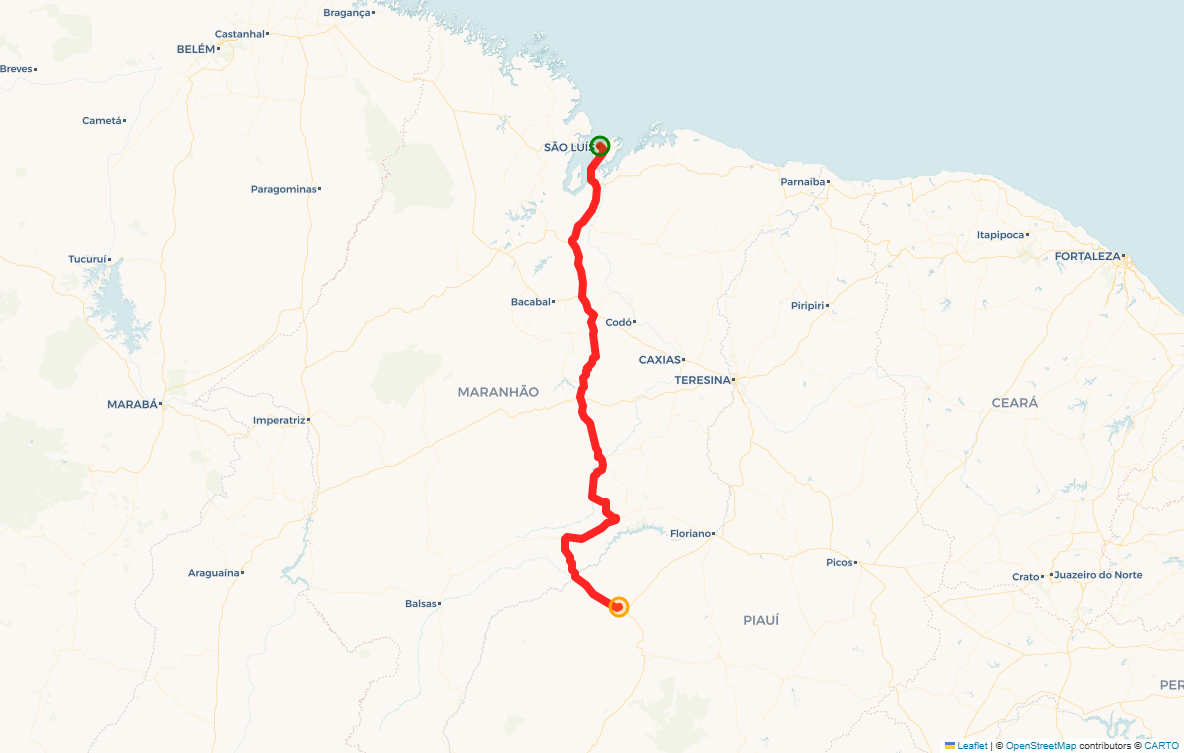 Bragança
Castanhal
BELÉM
Breves
Cametá
SÃO LUÍS
Paragominas
Parnaíba
Itapipoca
Tucuruí
FORTALEZA
Bacabal
Piripiri
Codó
CAXIAS
TERESINA
MARANHÃO
MARABÁ
CEARÁ
Imperatriz
Floriano
Picos
Araguaína
Crato
Juazeiro do Norte
Balsas
PIAUÍ
PER
Leaflet | © OpenStreetMap contributors © CARTO